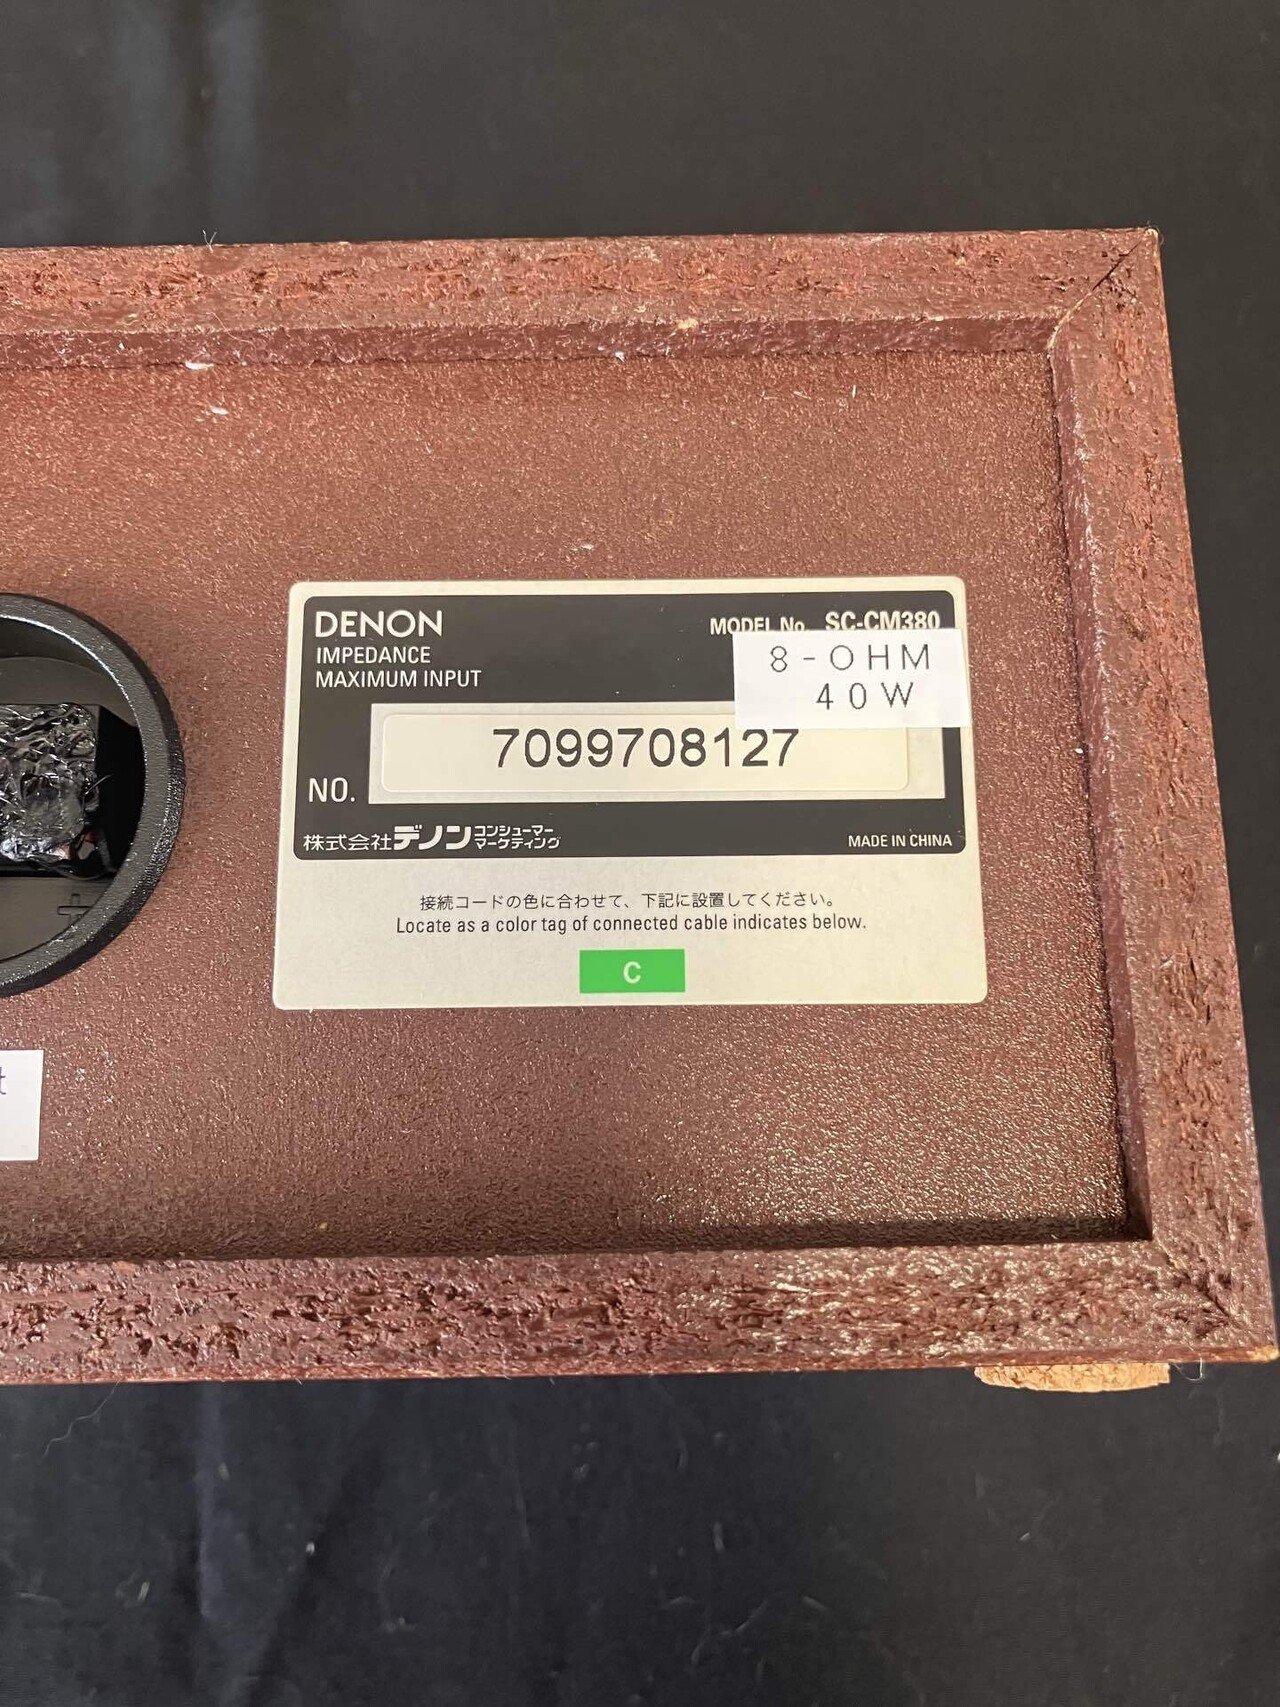 DENON
MODEL No. SC-CM380
IMPEDANCE
8-OHM
MAXIMUM INPUT
40W
7099708127
NO.
株式会社デノン コンシューマーマーケティング
MADE IN CHINA
接続コードの色に合わせて、下記に設置してください。
Locate as a color tag of connected cable indicates below.
C
+
t